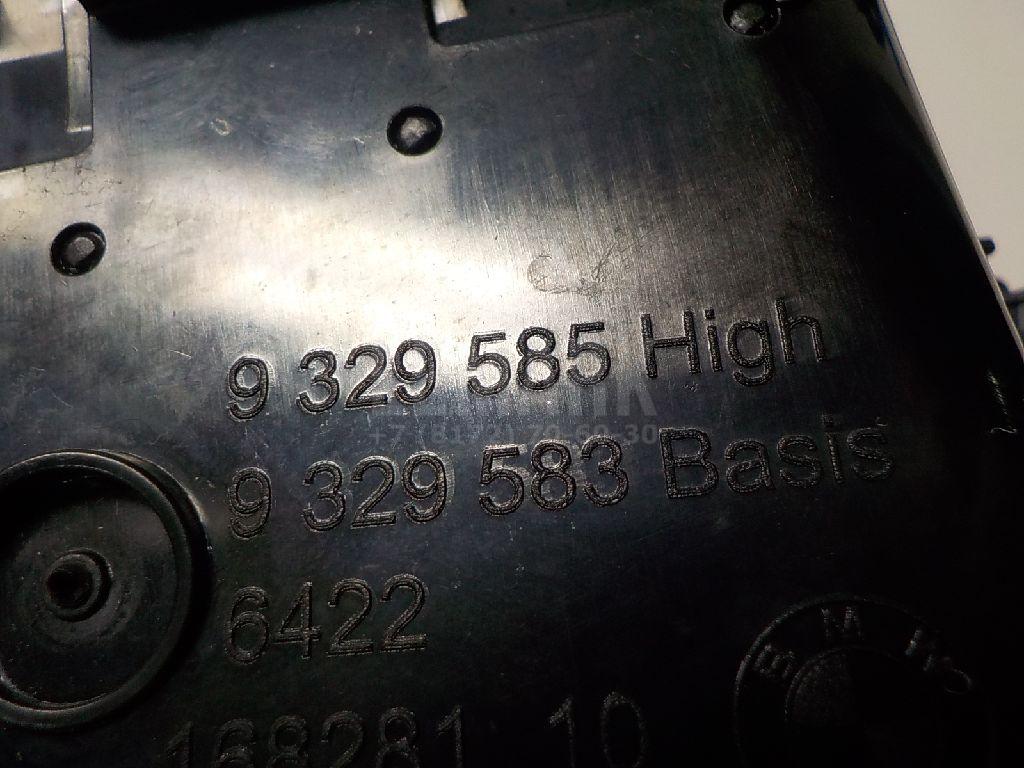 9 329 585 High
9 329 583 Basis
6422
168281 10
BMW